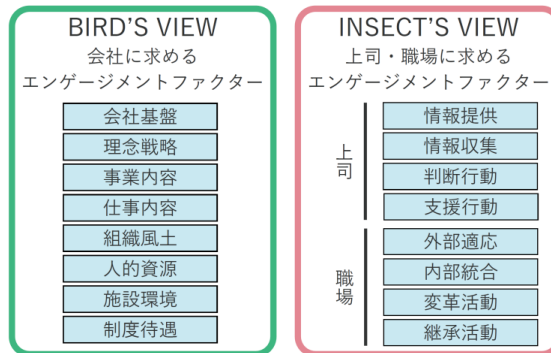 BIRD'S VIEW
会社に求める
エンゲージメントファクター
会社基盤
理念戦略
事業内容
仕事内容
組織風土
人的資源
施設環境
制度待遇
INSECT'S VIEW
上司・職場に求める
エンゲージメントファクター
上司
情報提供
情報収集
判断行動
支援行動
職場
外部適応
内部統合
変革活動
継承活動